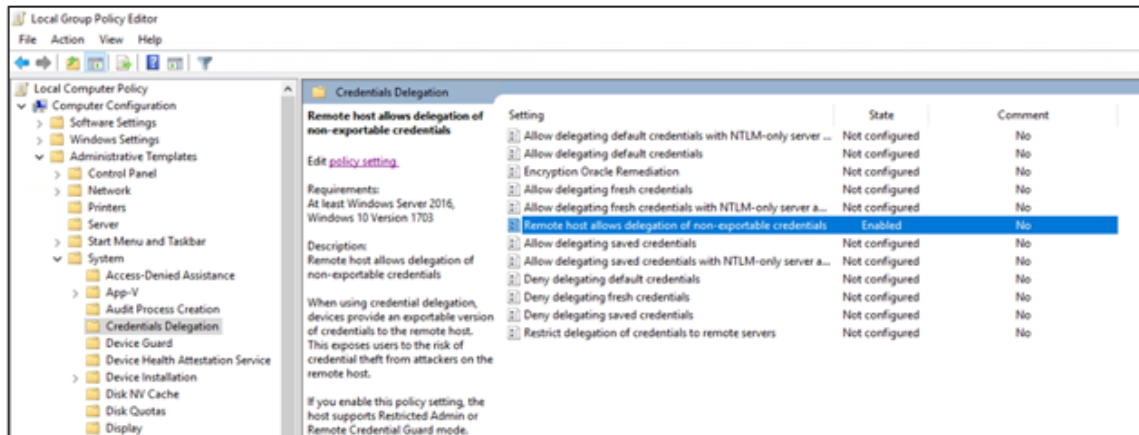 Local Group Policy Editor
File Action View Help
Local Computer Policy
Computer Configuration
Software Settings
Windows Settings
Administrative Templates
Control Panel
Network
Printers
Server
Start Menu and Taskbar
System
Access-Denied Assistance
App-V
Audit Process Creation
Credentials Delegation
Device Guard
Device Health Attestation Service
Device Installation
Disk NV Cache
Disk Quotas
Display
Credentials Delegation
Remote host allows delegation of
non-exportable credentials
Edit policy setting
Requirements:
At least Windows Server 2016,
Windows 10 Version 1703
Description:
Remote host allows delegation of
non-exportable credentials
When using credential delegation,
devices provide an exportable version
of credentials to the remote host.
This exposes users to the risk of
credential theft from attackers on the
remote host.
If you enable this policy setting, the
host supports Restricted Admin or
Remote Credential Guard mode.
Setting State Comment
Allow delegating default credentials with NTLM-only server ... Not configured No
Allow delegating default credentials Not configured No
Encryption Oracle Remediation Not configured No
Allow delegating fresh credentials Not configured No
Allow delegating fresh credentials with NTLM-only server a... Not configured No
Remote host allows delegation of non-exportable credentials Enabled No
Allow delegating saved credentials Not configured No
Allow delegating saved credentials with NTLM-only server a... Not configured No
Deny delegating default credentials Not configured No
Deny delegating fresh credentials Not configured No
Deny delegating saved credentials Not configured No
Restrict delegation of credentials to remote servers Not configured No